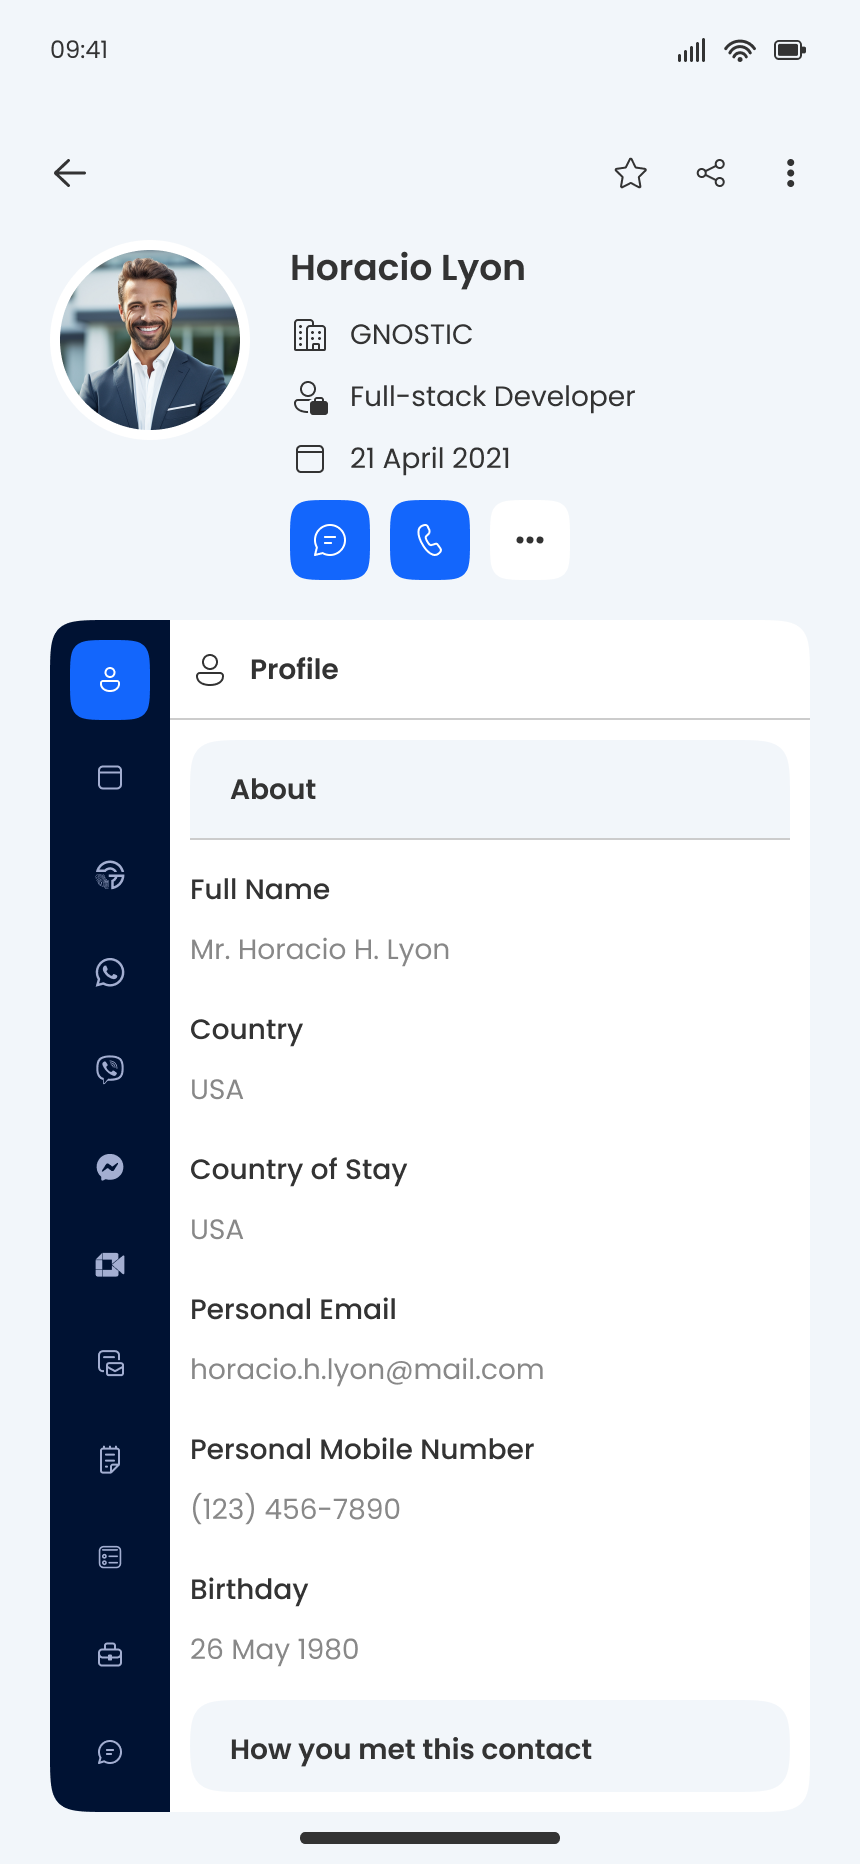 09:41
Horacio Lyon
GNOSTIC
Full-stack Developer
21 April 2021
Profile
About
Full Name
Mr. Horacio H. Lyon
Country
USA
Country of Stay
USA
Personal Email
horacio.h.lyon@mail.com
Personal Mobile Number
(123) 456-7890
Birthday
26 May 1980
How you met this contact